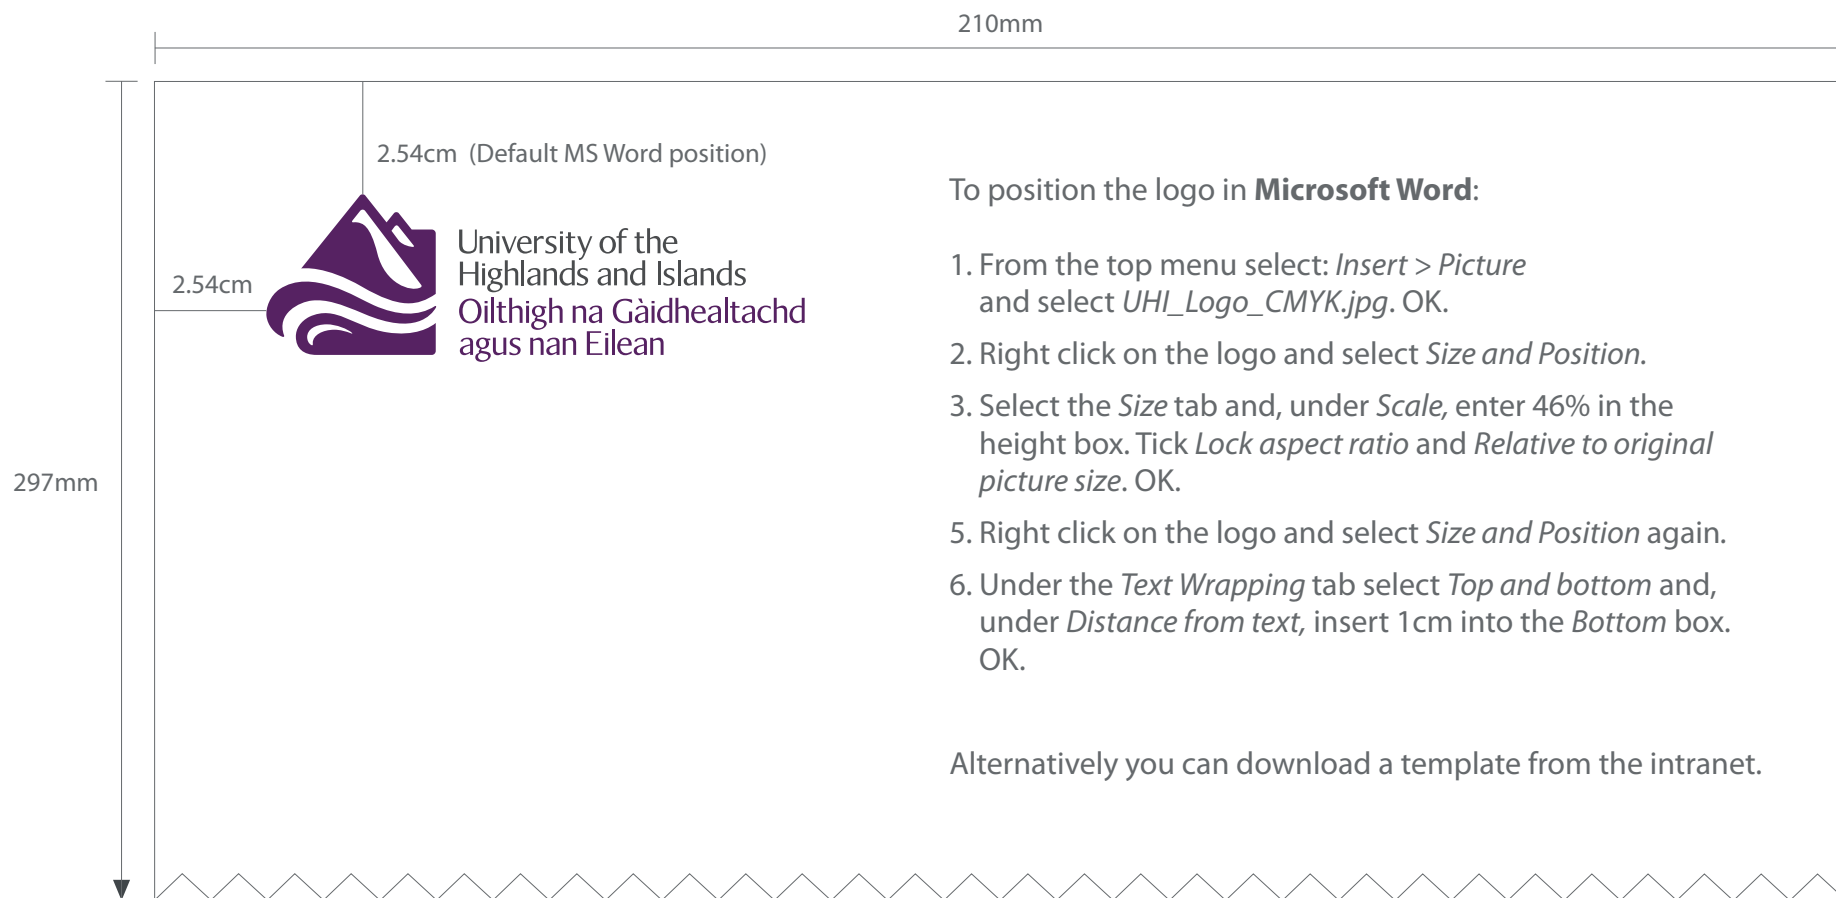 210mm
2.54cm (Default MS Word position)
2.54cm
297mm
University of the
Highlands and Islands
Oilthigh na Gàidhealtachd
agus nan Eilean
To position the logo in Microsoft Word:
1. From the top menu select: Insert > Picture
and select UHI_Logo_CMYK.jpg. OK.
2. Right click on the logo and select Size and Position.
3. Select the Size tab and, under Scale, enter 46% in the
height box. Tick Lock aspect ratio and Relative to original
picture size. OK.
5. Right click on the logo and select Size and Position again.
6. Under the Text Wrapping tab select Top and bottom and,
under Distance from text, insert 1cm into the Bottom box.
OK.
Alternatively you can download a template from the intranet.